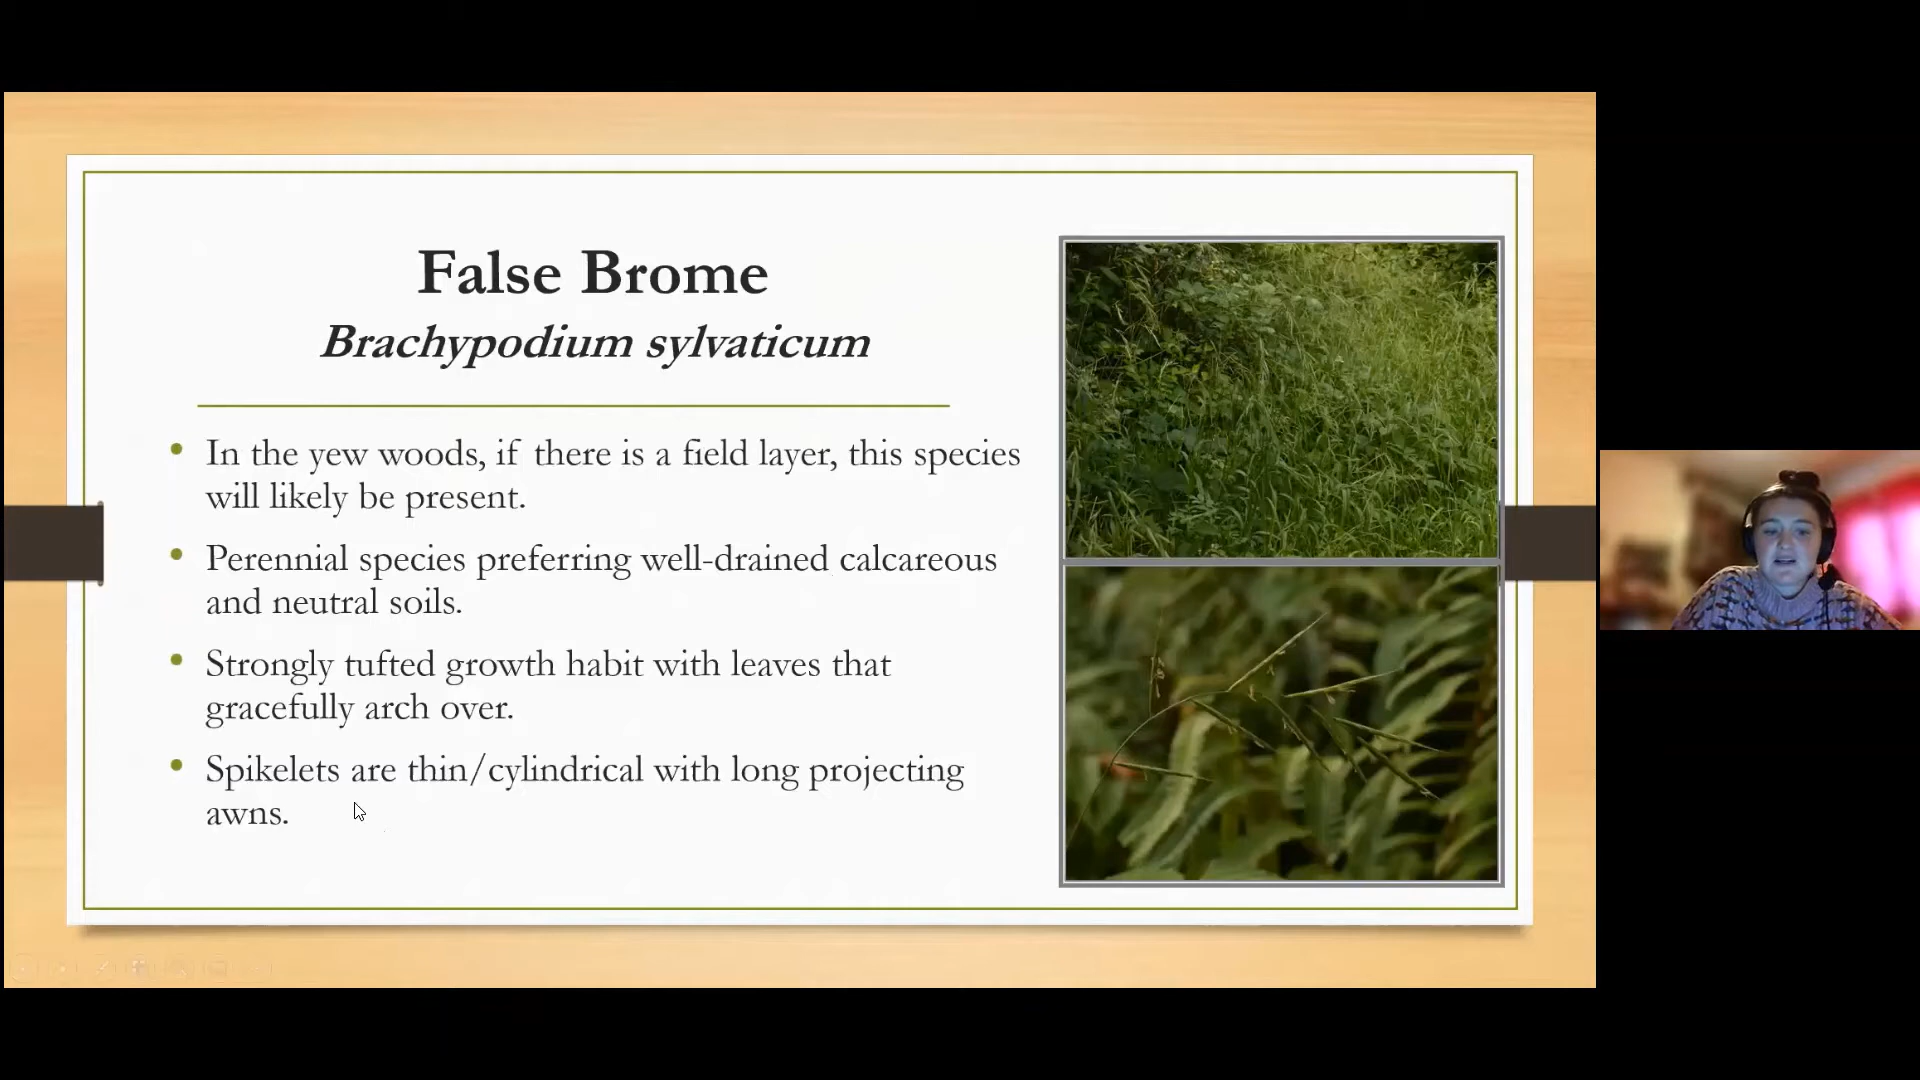 False Brome
Brachypodium sylvaticum
• In the yew woods, if there is a field layer, this species
will likely be present.
• Perennial species preferring well-drained calcareous
and neutral soils.
• Strongly tufted growth habit with leaves that
gracefully arch over.
• Spikelets are thin/cylindrical with long projecting
awns.